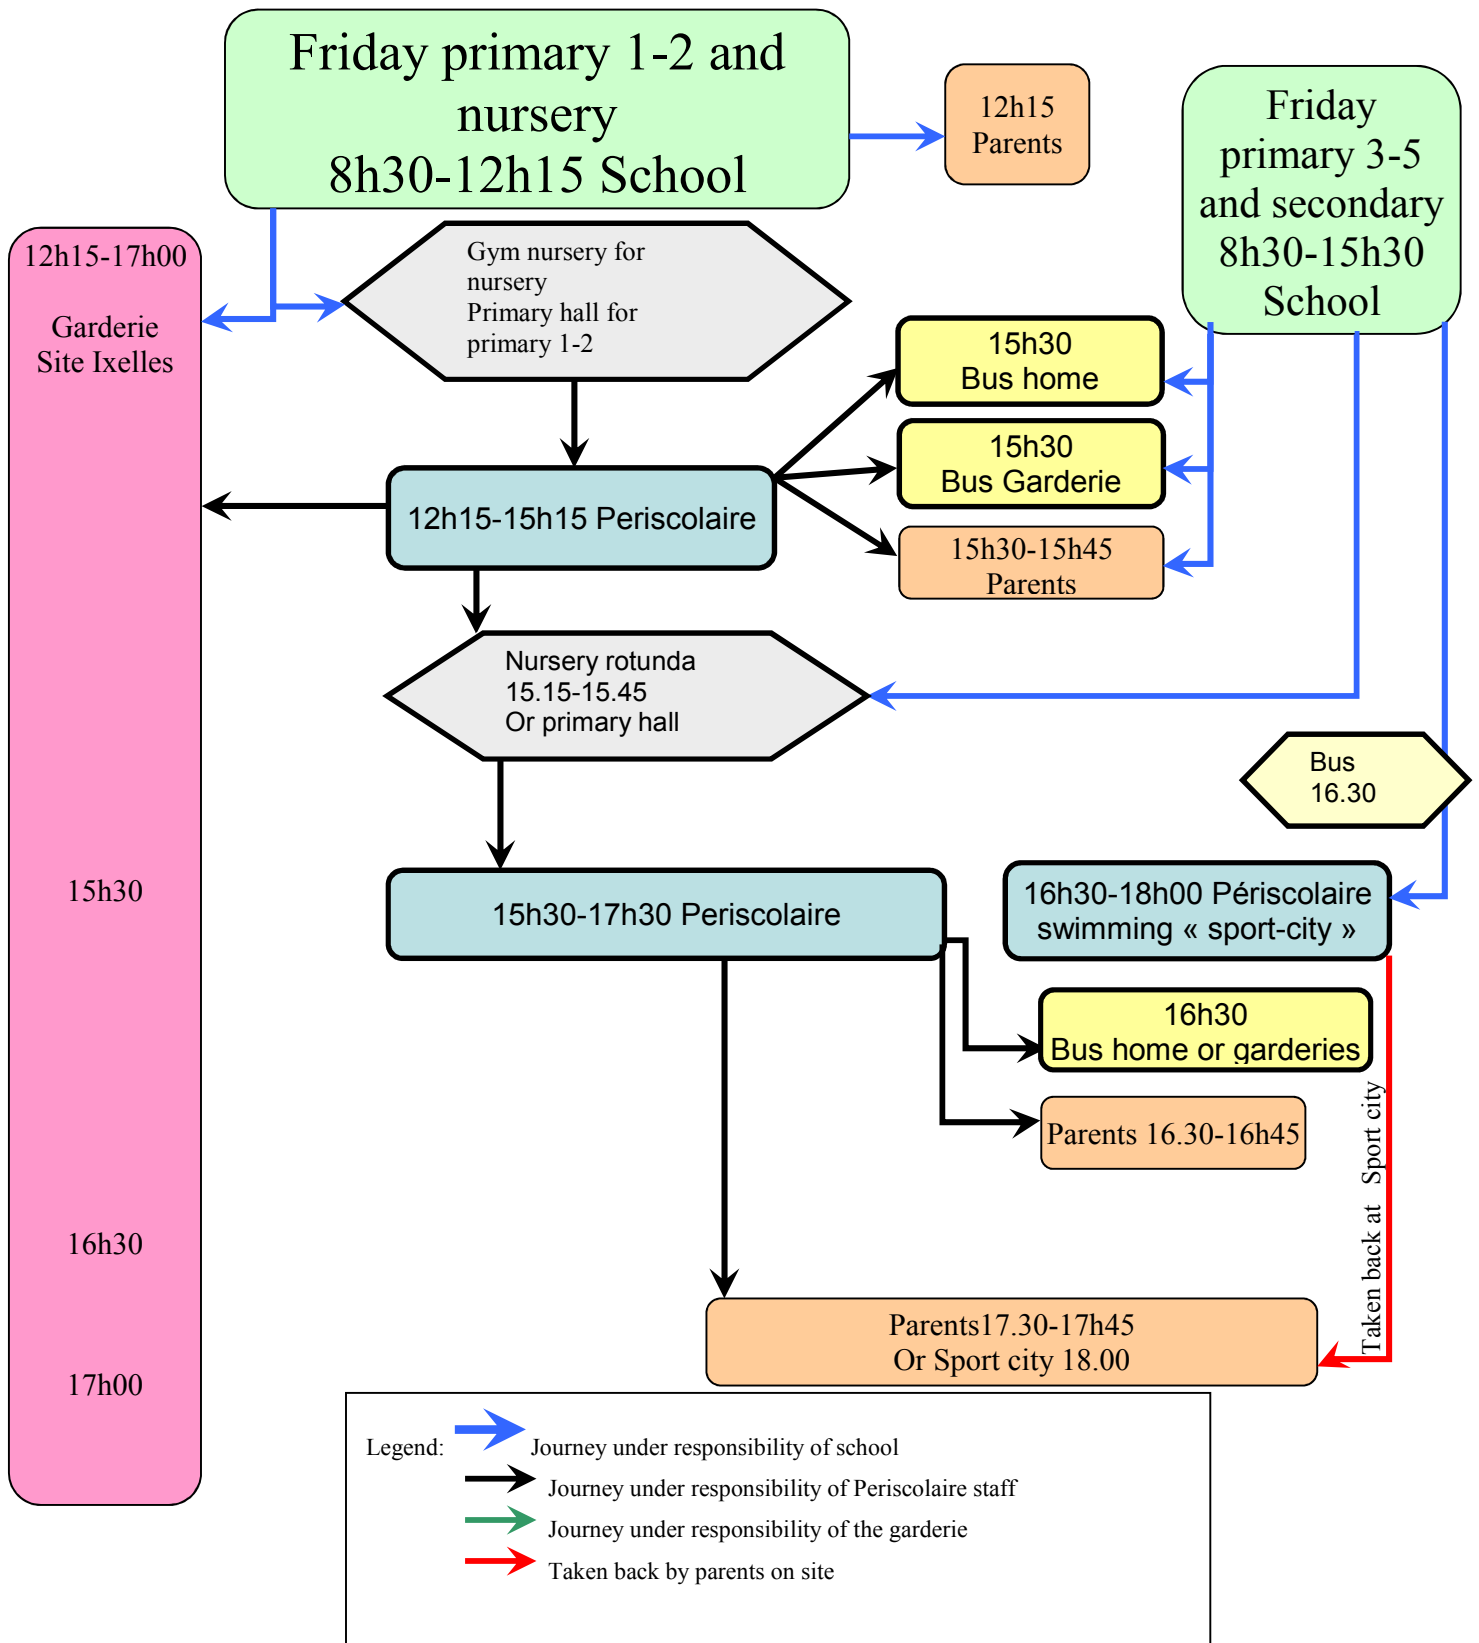 Friday primary 1-2 and
nursery
8h30-12h15 School
12h15
Parents
Friday
primary 3-5
and secondary
8h30-15h30
School
12h15-17h00
Garderie
Site Ixelles
15h30
16h30
17h00
Gym nursery for
nursery
Primary hall for
primary 1-2
15h30
Bus home
15h30
Bus Garderie
15h30-15h45
Parents
12h15-15h15 Periscolaire
Nursery rotunda
15.15-15.45
Or primary hall
Bus
16.30
15h30-17h30 Periscolaire
16h30-18h00 Périscolaire
swimming « sport-city »
16h30
Bus home or garderies
Parents 16.30-16h45
Taken back at Sport city
Parents17.30-17h45
Or Sport city 18.00
Legend: Journey under responsibility of school
Journey under responsibility of Periscolaire staff
Journey under responsibility of the garderie
Taken back by parents on site